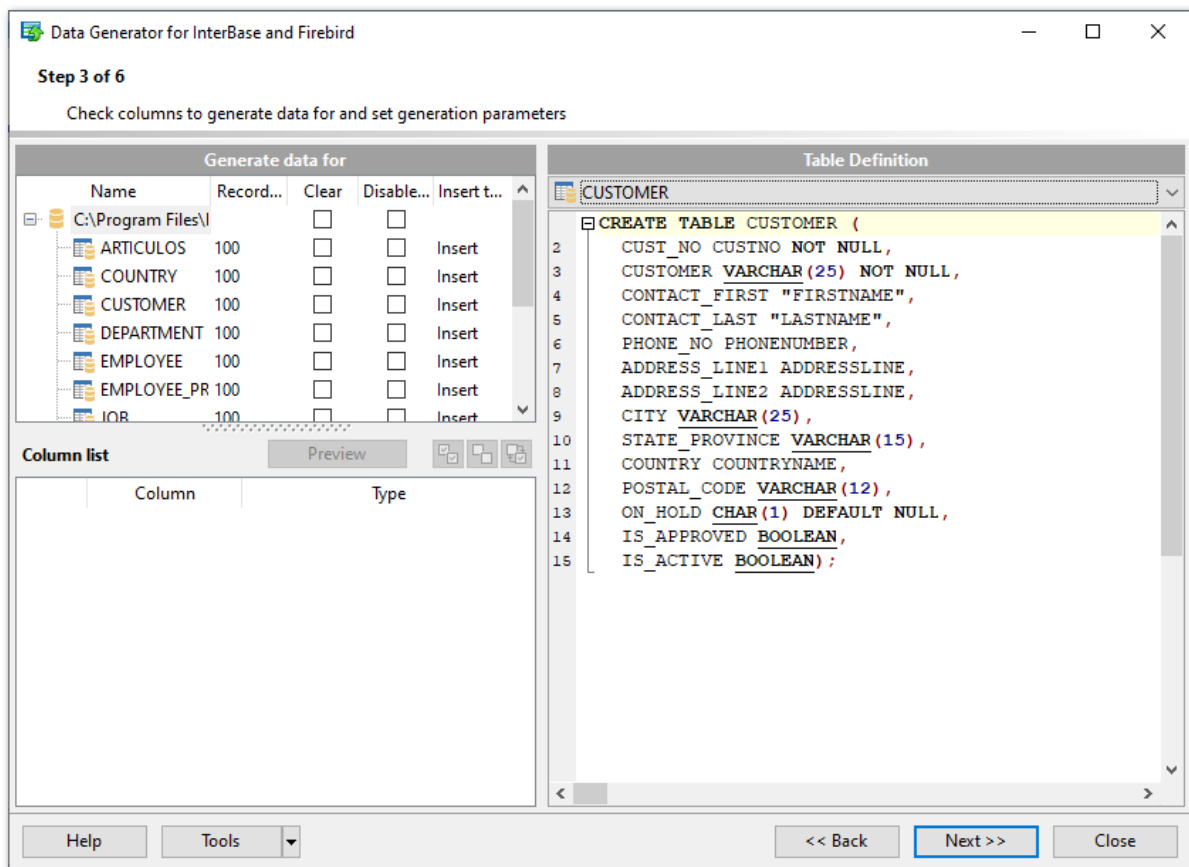 Data Generator for InterBase and Firebird
Step 3 of 6
Check columns to generate data for and set generation parameters
Generate data for
Name Record... Clear Disable... Insert t...
C:\Program Files\I
ARTICULOS 100 Insert
COUNTRY 100 Insert
CUSTOMER 100 Insert
DEPARTMENT 100 Insert
EMPLOYEE 100 Insert
EMPLOYEE_PR 100 Insert
JOB 100 Insert
Column list Preview
Column Type
Table Definition
CUSTOMER
CREATE TABLE CUSTOMER (
2 CUST_NO CUSTNO NOT NULL,
3 CUSTOMER VARCHAR(25) NOT NULL,
4 CONTACT_FIRST "FIRSTNAME",
5 CONTACT_LAST "LASTNAME",
6 PHONE_NO PHONENUMBER,
7 ADDRESS_LINE1 ADDRESSLINE,
8 ADDRESS_LINE2 ADDRESSLINE,
9 CITY VARCHAR(25),
10 STATE_PROVINCE VARCHAR(15),
11 COUNTRY COUNTRYNAME,
12 POSTAL_CODE VARCHAR(12),
13 ON_HOLD CHAR(1) DEFAULT NULL,
14 IS_APPROVED BOOLEAN,
15 IS_ACTIVE BOOLEAN);
Help Tools << Back Next >> Close